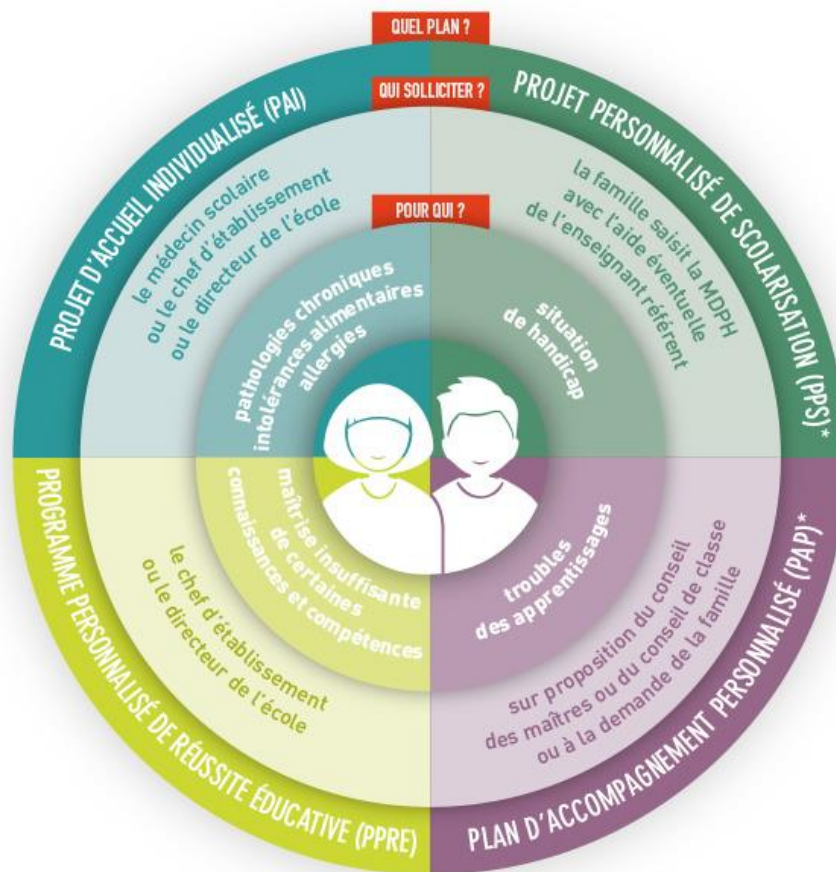 QUEL PLAN ?
QUI SOLLICITER ?
POUR QUI ?
PROJET D'ACCUEIL INDIVIDUALISÉ (PAI)
le médecin scolaire
ou le chef d'établissement
ou le directeur de l'école
pathologies chroniques
intolérances alimentaires
allergies
PROJET PERSONNALISÉ DE SCOLARISATION (PPS)*
la famille saisit la MDPH
avec l'aide éventuelle
de l'enseignant référent
situation
de handicap
PROGRAMME PERSONNALISÉ DE RÉUSSITE ÉDUCATIVE (PPRE)
le chef d'établissement
ou le directeur de l'école
maîtrise insuffisante
de certaines
connaissances et compétences
PLAN D'ACCOMPAGNEMENT PERSONNALISÉ (PAP)*
sur proposition du conseil
des maîtres ou du conseil de classe
ou à la demande de la famille
troubles
des apprentissages